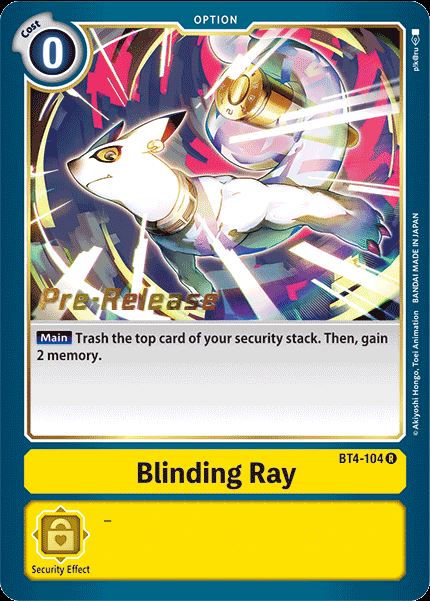 OPTION
Cost
0
p!k@ru
Pre-Release
Main Trash the top card of your security stack. Then, gain
2 memory.
© Akiyoshi Hongo, Toei Animation BANDAI MADE IN JAPAN
BT4-104 R
Blinding Ray
–
Security Effect